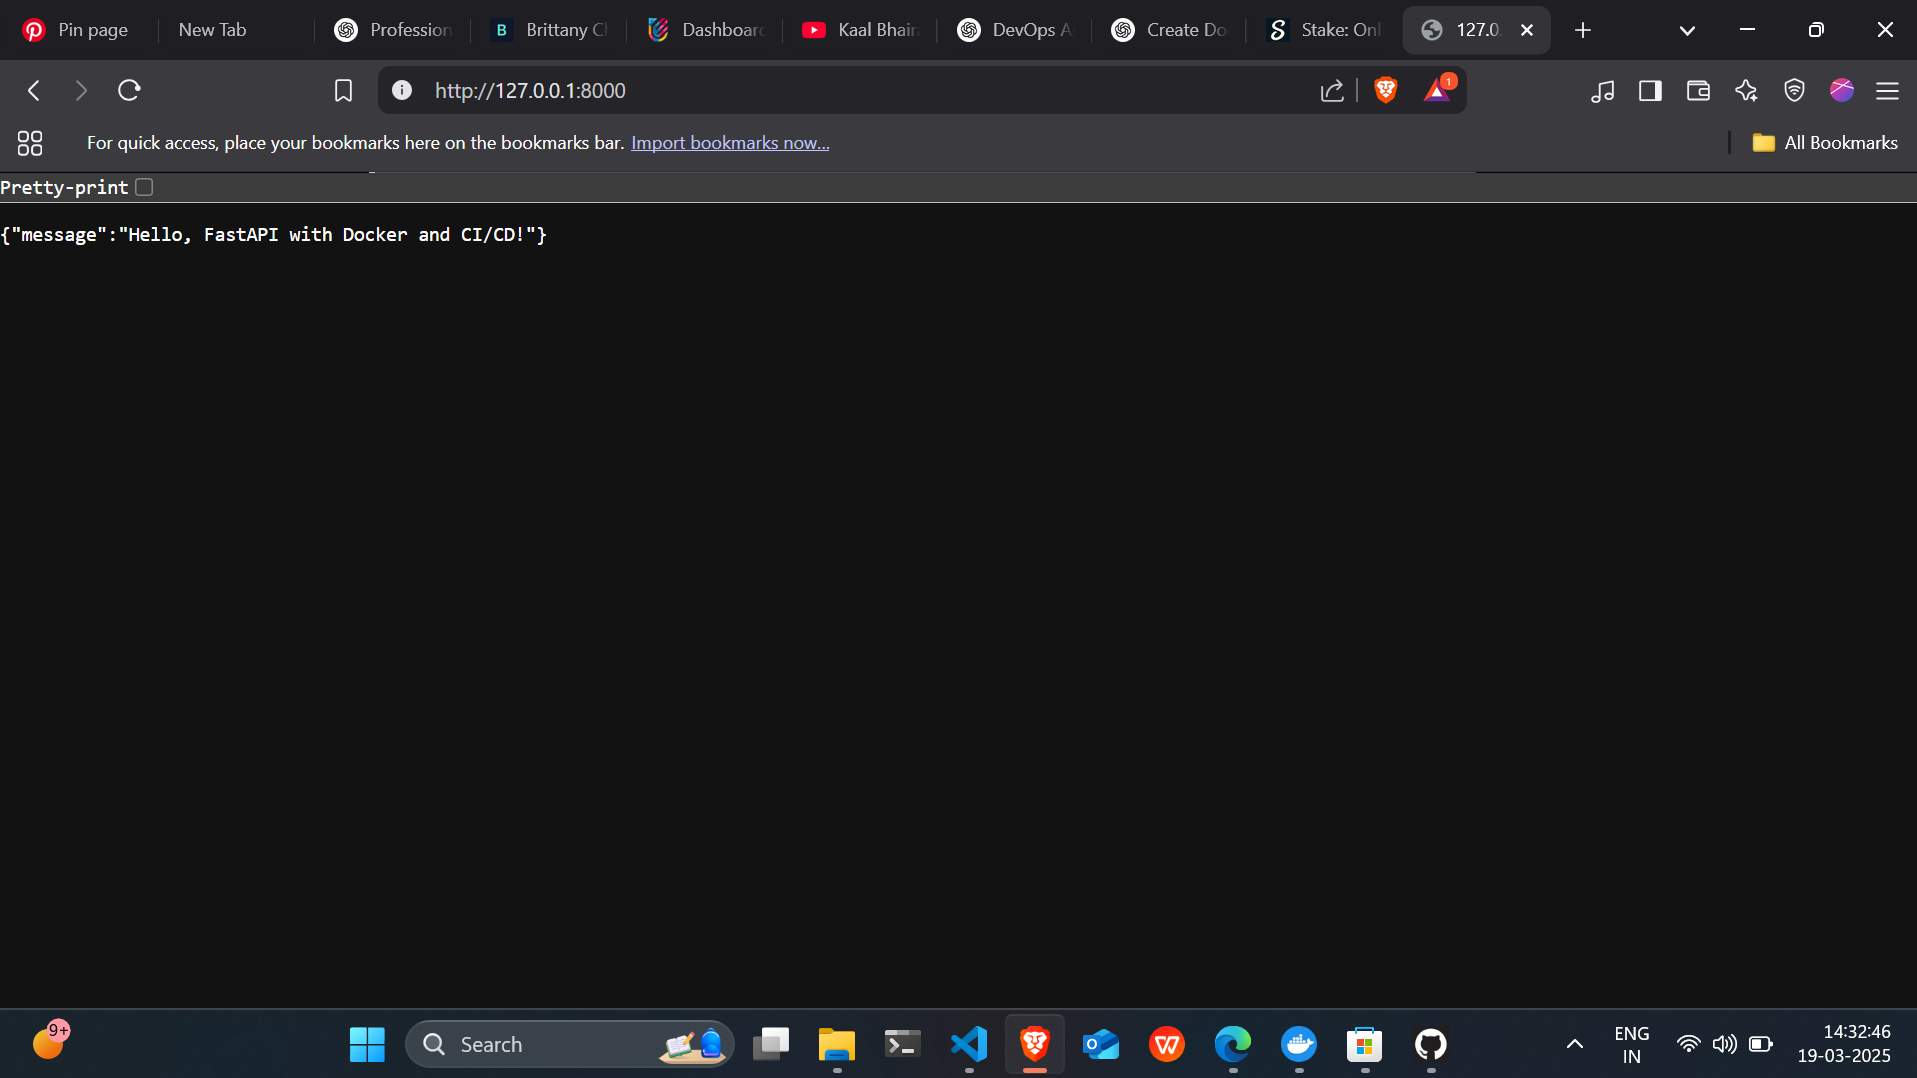 Pin page
New Tab
Profession
Brittany Ch
Dashboard
Kaal Bhaira
DevOps A
Create Do
Stake: Onl
127.0.
http://127.0.0.1:8000
1
For quick access, place your bookmarks here on the bookmarks bar. Import bookmarks now...
All Bookmarks
Pretty-print
{"message":"Hello, FastAPI with Docker and CI/CD!"}
9+
Search
ENG
IN
14:32:46
19-03-2025